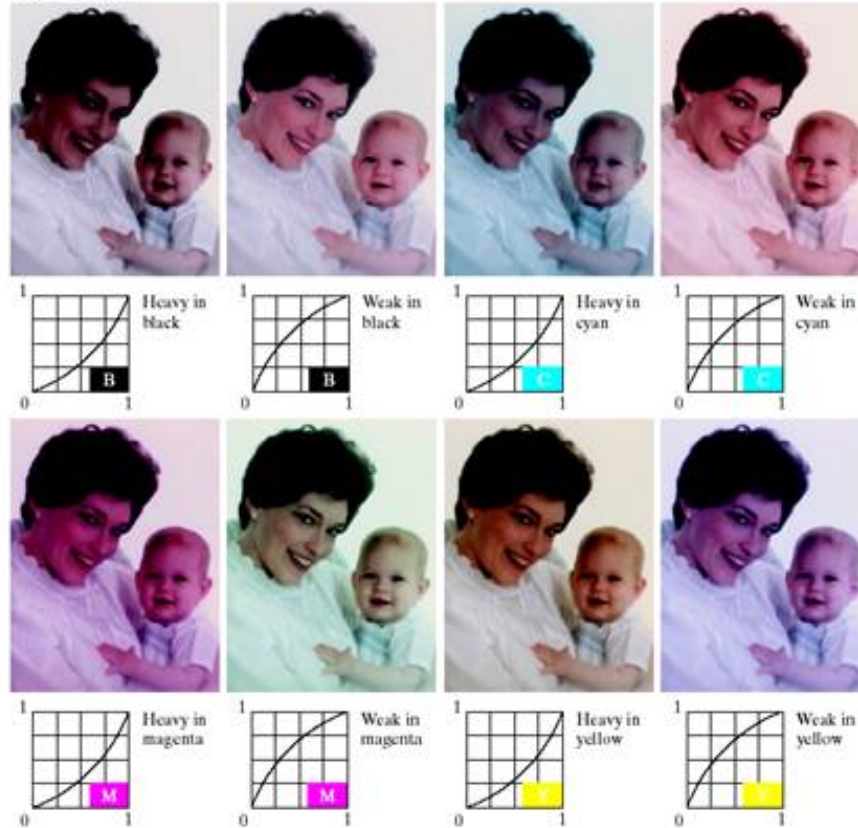 1
Heavy in
black
B
0
1
1
Weak in
black
B
0
1
1
Heavy in
cyan
C
0
1
1
Weak in
cyan
C
0
1
1
Heavy in
magenta
M
0
1
1
Weak in
magenta
M
0
1
1
Heavy in
yellow
Y
0
1
1
Weak in
yellow
Y
0
1